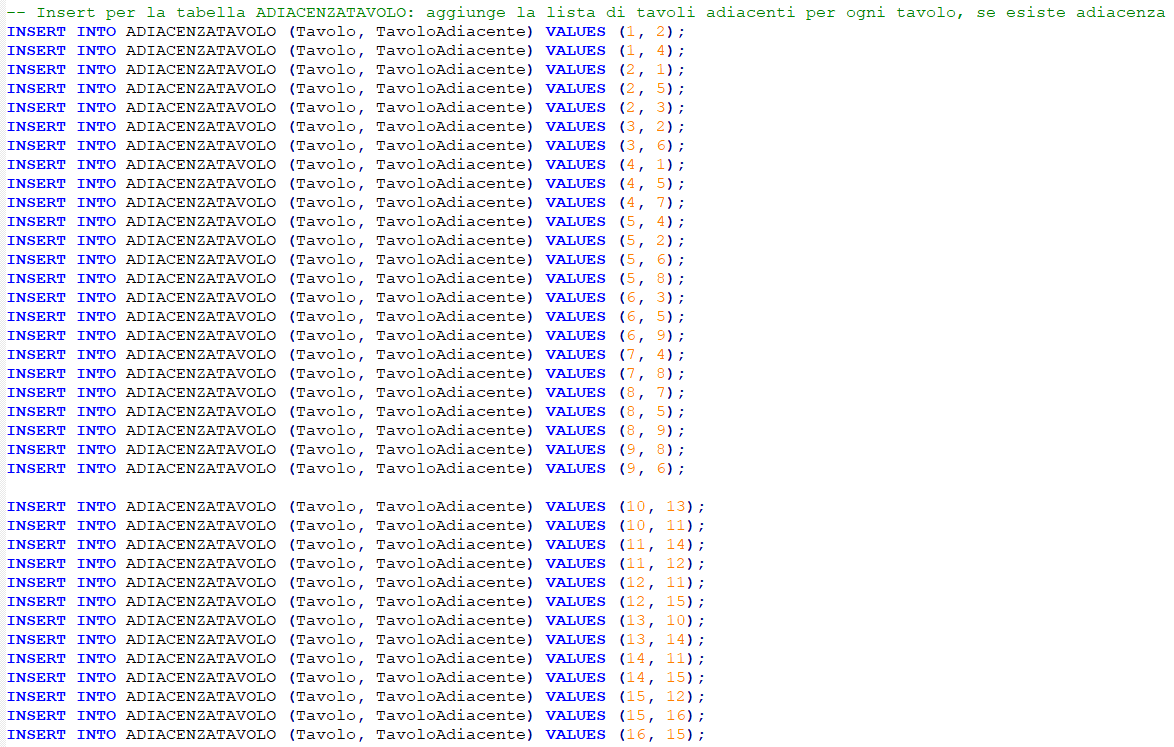 -- Insert per la tabella ADIACENZATAVOLO: aggiunge la lista di tavoli adiacenti per ogni tavolo, se esiste adiacenza
INSERT INTO ADIACENZATAVOLO (Tavolo, TavoloAdiacente) VALUES (1, 2);
INSERT INTO ADIACENZATAVOLO (Tavolo, TavoloAdiacente) VALUES (1, 4);
INSERT INTO ADIACENZATAVOLO (Tavolo, TavoloAdiacente) VALUES (2, 1);
INSERT INTO ADIACENZATAVOLO (Tavolo, TavoloAdiacente) VALUES (2, 5);
INSERT INTO ADIACENZATAVOLO (Tavolo, TavoloAdiacente) VALUES (2, 3);
INSERT INTO ADIACENZATAVOLO (Tavolo, TavoloAdiacente) VALUES (3, 2);
INSERT INTO ADIACENZATAVOLO (Tavolo, TavoloAdiacente) VALUES (3, 6);
INSERT INTO ADIACENZATAVOLO (Tavolo, TavoloAdiacente) VALUES (4, 1);
INSERT INTO ADIACENZATAVOLO (Tavolo, TavoloAdiacente) VALUES (4, 5);
INSERT INTO ADIACENZATAVOLO (Tavolo, TavoloAdiacente) VALUES (4, 7);
INSERT INTO ADIACENZATAVOLO (Tavolo, TavoloAdiacente) VALUES (5, 4);
INSERT INTO ADIACENZATAVOLO (Tavolo, TavoloAdiacente) VALUES (5, 2);
INSERT INTO ADIACENZATAVOLO (Tavolo, TavoloAdiacente) VALUES (5, 6);
INSERT INTO ADIACENZATAVOLO (Tavolo, TavoloAdiacente) VALUES (5, 8);
INSERT INTO ADIACENZATAVOLO (Tavolo, TavoloAdiacente) VALUES (6, 3);
INSERT INTO ADIACENZATAVOLO (Tavolo, TavoloAdiacente) VALUES (6, 5);
INSERT INTO ADIACENZATAVOLO (Tavolo, TavoloAdiacente) VALUES (6, 9);
INSERT INTO ADIACENZATAVOLO (Tavolo, TavoloAdiacente) VALUES (7, 4);
INSERT INTO ADIACENZATAVOLO (Tavolo, TavoloAdiacente) VALUES (7, 8);
INSERT INTO ADIACENZATAVOLO (Tavolo, TavoloAdiacente) VALUES (8, 7);
INSERT INTO ADIACENZATAVOLO (Tavolo, TavoloAdiacente) VALUES (8, 5);
INSERT INTO ADIACENZATAVOLO (Tavolo, TavoloAdiacente) VALUES (8, 9);
INSERT INTO ADIACENZATAVOLO (Tavolo, TavoloAdiacente) VALUES (9, 8);
INSERT INTO ADIACENZATAVOLO (Tavolo, TavoloAdiacente) VALUES (9, 6);
INSERT INTO ADIACENZATAVOLO (Tavolo, TavoloAdiacente) VALUES (10, 13);
INSERT INTO ADIACENZATAVOLO (Tavolo, TavoloAdiacente) VALUES (10, 11);
INSERT INTO ADIACENZATAVOLO (Tavolo, TavoloAdiacente) VALUES (11, 14);
INSERT INTO ADIACENZATAVOLO (Tavolo, TavoloAdiacente) VALUES (11, 12);
INSERT INTO ADIACENZATAVOLO (Tavolo, TavoloAdiacente) VALUES (12, 11);
INSERT INTO ADIACENZATAVOLO (Tavolo, TavoloAdiacente) VALUES (12, 15);
INSERT INTO ADIACENZATAVOLO (Tavolo, TavoloAdiacente) VALUES (13, 10);
INSERT INTO ADIACENZATAVOLO (Tavolo, TavoloAdiacente) VALUES (13, 14);
INSERT INTO ADIACENZATAVOLO (Tavolo, TavoloAdiacente) VALUES (14, 11);
INSERT INTO ADIACENZATAVOLO (Tavolo, TavoloAdiacente) VALUES (14, 15);
INSERT INTO ADIACENZATAVOLO (Tavolo, TavoloAdiacente) VALUES (15, 12);
INSERT INTO ADIACENZATAVOLO (Tavolo, TavoloAdiacente) VALUES (15, 16);
INSERT INTO ADIACENZATAVOLO (Tavolo, TavoloAdiacente) VALUES (16, 15);